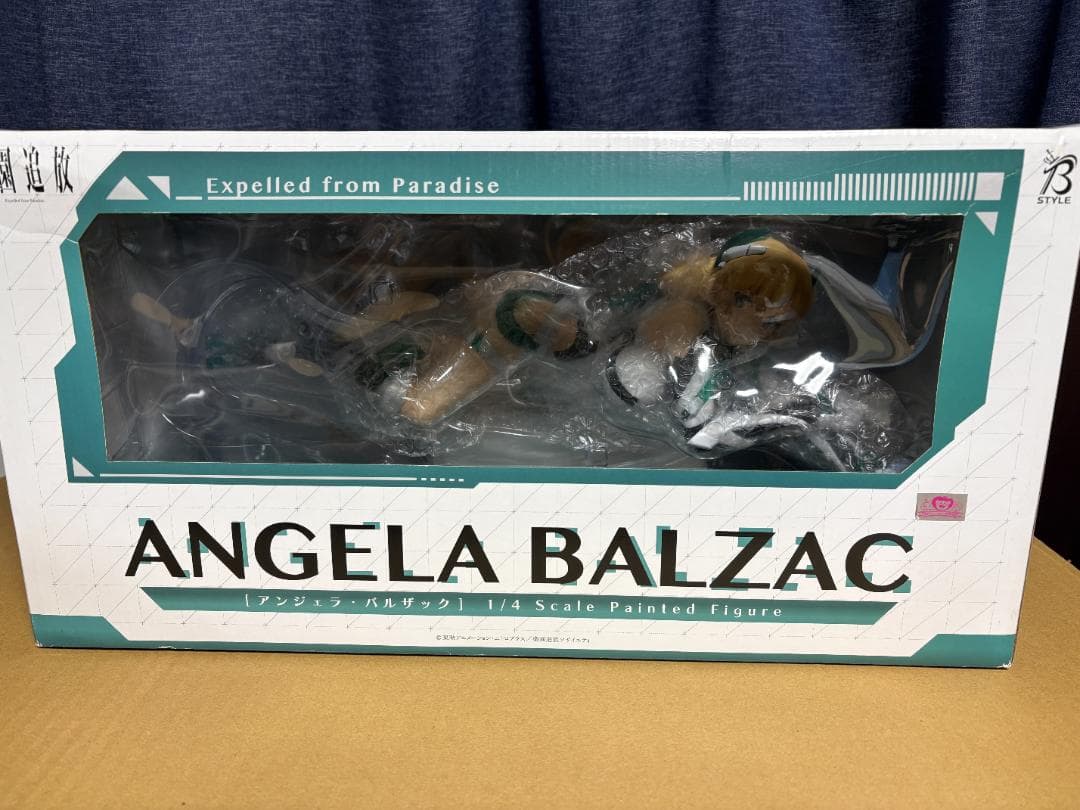 園追放
Expelled from Paradise
B
STYLE
ANGELA BALZAC
[アンジェラ・バルザック] 1/4 Scale Painted Figure